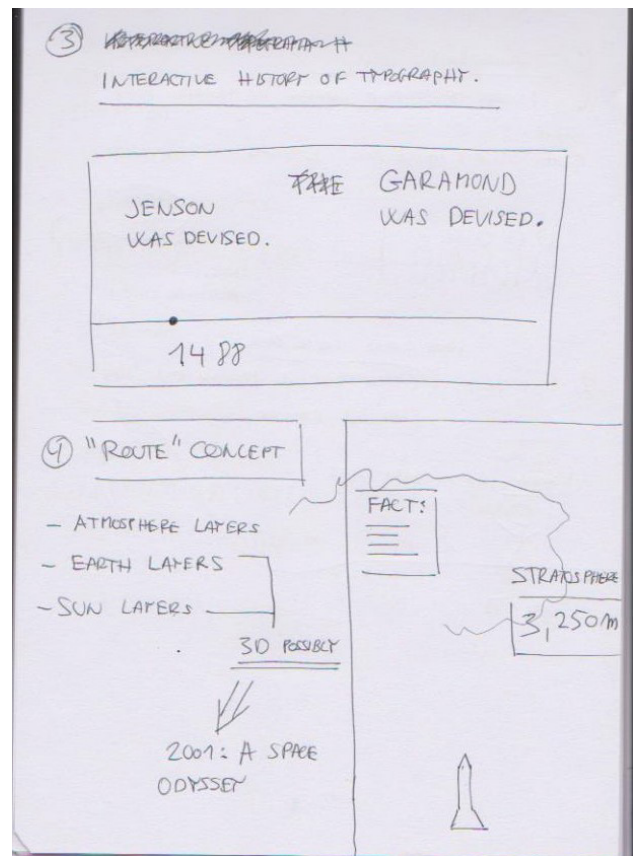 3
INTERACTIVE HISTORY OF TYPOGRAPHY.
THE GARAMOND
WAS DEVISED.
JENSON
WAS DEVISED.
1488
4 "ROUTE" CONCEPT
- ATMOSPHERE LAYERS
- EARTH LAYERS
- SUN LAYERS
3D POSSIBLY
2001: A SPACE
ODYSSEY
FACT:
STRATOSPHERE
3,250m